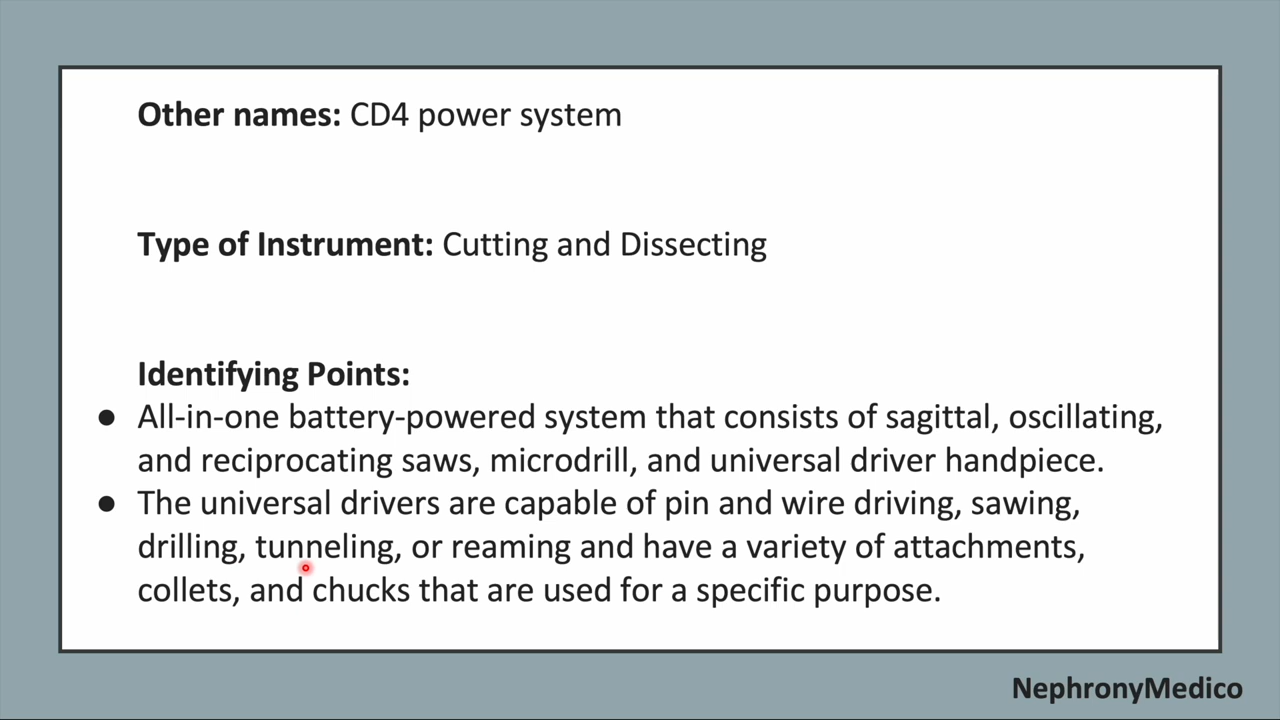 Other names: CD4 power system
Type of Instrument: Cutting and Dissecting
Identifying Points:
● All-in-one battery-powered system that consists of sagittal, oscillating,
and reciprocating saws, microdrill, and universal driver handpiece.
● The universal drivers are capable of pin and wire driving, sawing,
drilling, tunneling, or reaming and have a variety of attachments,
collets, and chucks that are used for a specific purpose.
NephronyMedico